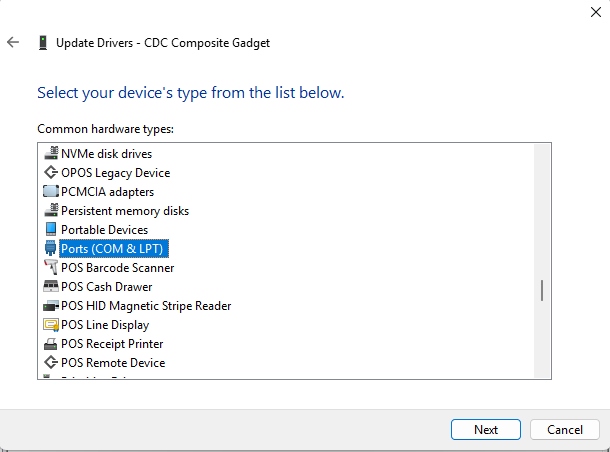 Update Drivers - CDC Composite Gadget
Select your device's type from the list below.
Common hardware types:
NVMe disk drives
OPOS Legacy Device
PCMCIA adapters
Persistent memory disks
Portable Devices
Ports (COM & LPT)
POS Barcode Scanner
POS Cash Drawer
POS HID Magnetic Stripe Reader
POS Line Display
POS Receipt Printer
POS Remote Device
Next
Cancel